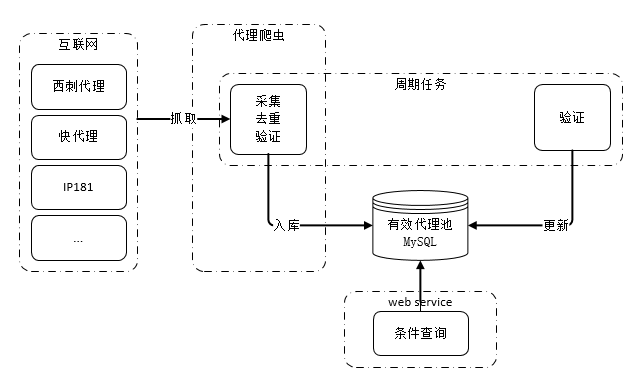 互联网
西刺代理
快代理
IP181
...
抓取
代理爬虫
采集
去重
验证
周期任务
验证
入库
有效代理池
MySQL
更新
web service
条件查询